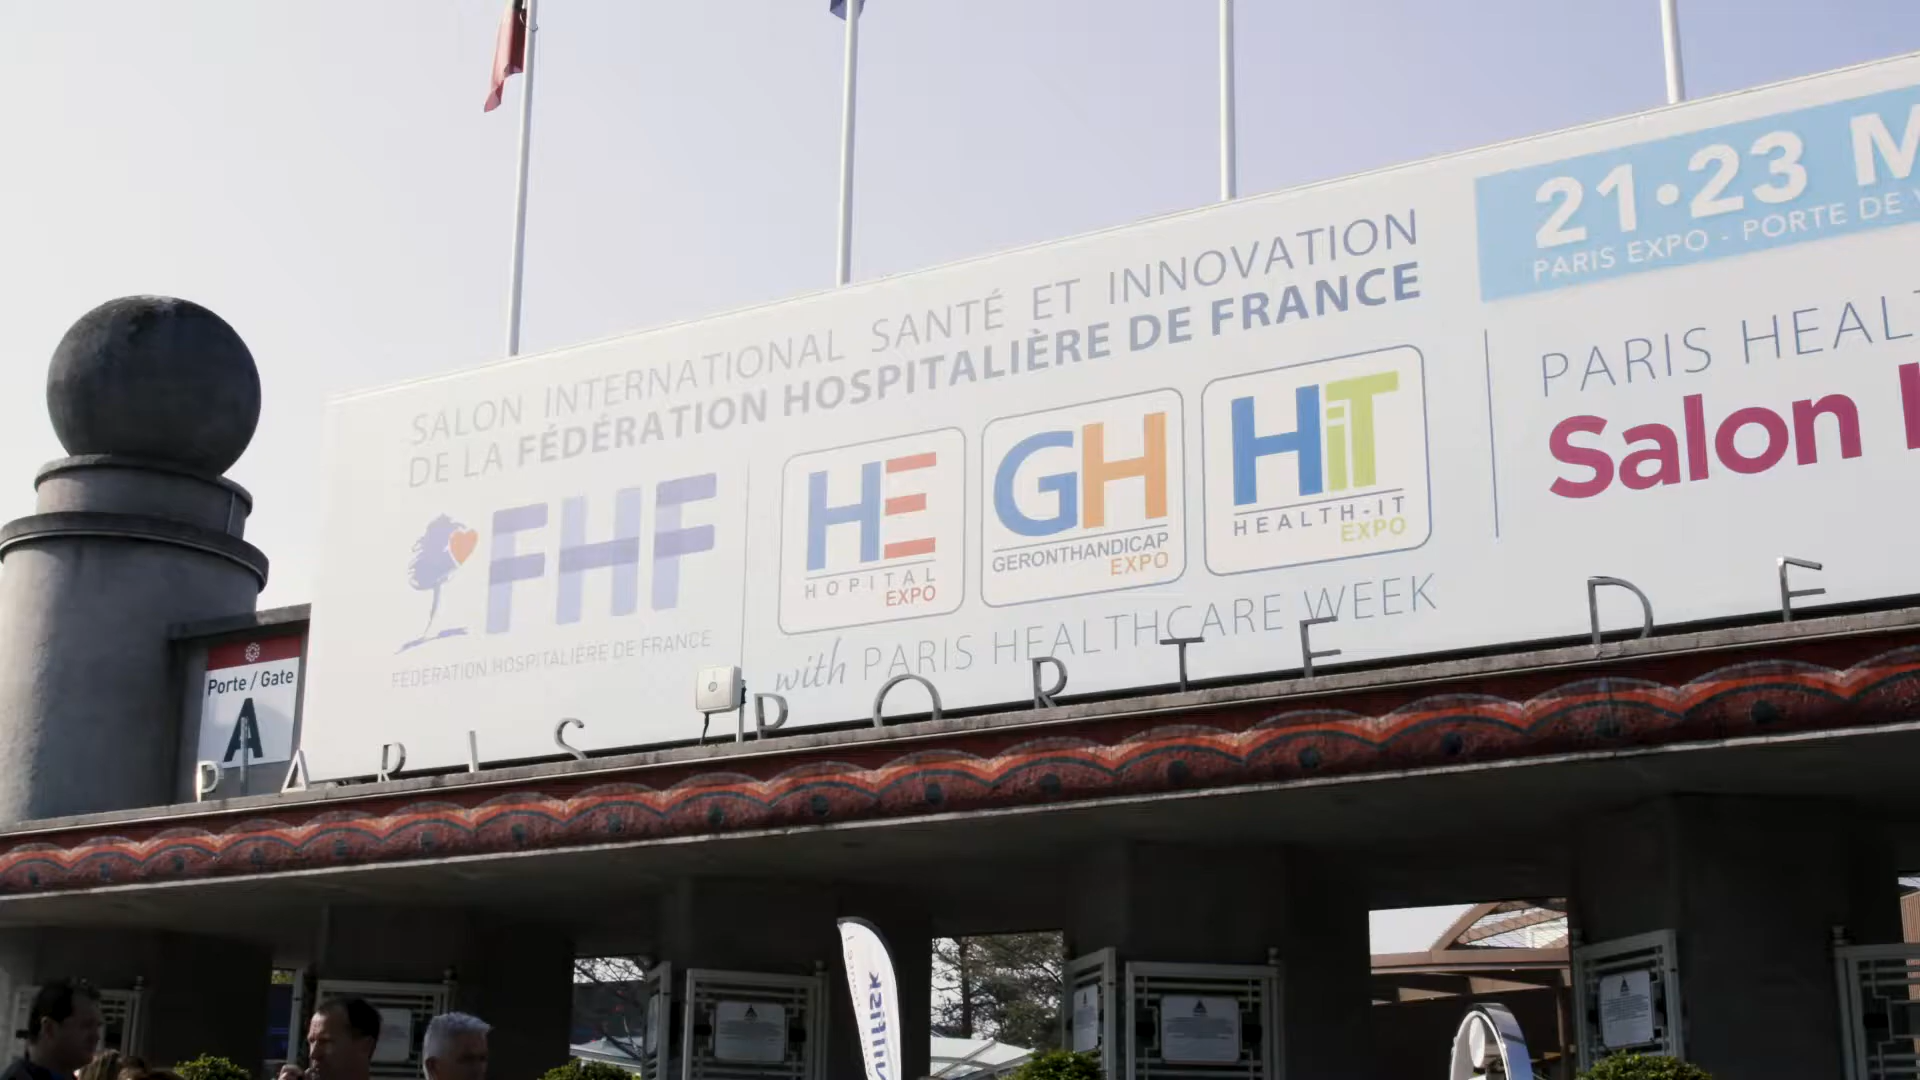 21•23 M
PARIS EXPO - PORTE DE V
SALON INTERNATIONAL SANTÉ ET INNOVATION
DE LA FÉDÉRATION HOSPITALIÈRE DE FRANCE
FHF
FÉDÉRATION HOSPITALIÈRE DE FRANCE
HE
HOPITAL
EXPO
GH
GERONTHANDICAP
EXPO
HiT
HEALTH-IT
EXPO
with PARIS HEALTHCARE WEEK
PARIS HEAL
Salon
Porte / Gate
A
PARIS PORTE DE
Nilfisk